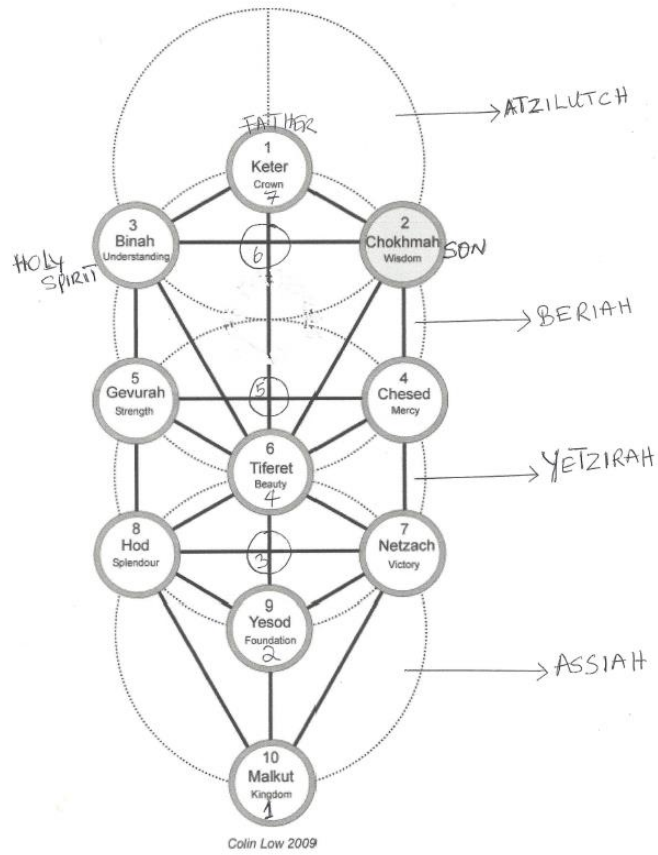 ATZILUTCH
FATHER
1
Keter
Crown
7
3
Binah
Understanding
6
2
Chokhmah
Wisdom
SON
HOLY
SPIRIT
BERIAH
5
Gevurah
Strength
5
4
Chesed
Mercy
6
Tiferet
Beauty
4
YETZIRAH
8
Hod
Splendour
3
7
Netzach
Victory
9
Yesod
Foundation
2
ASSIAH
10
Malkut
Kingdom
1
Colin Low 2009